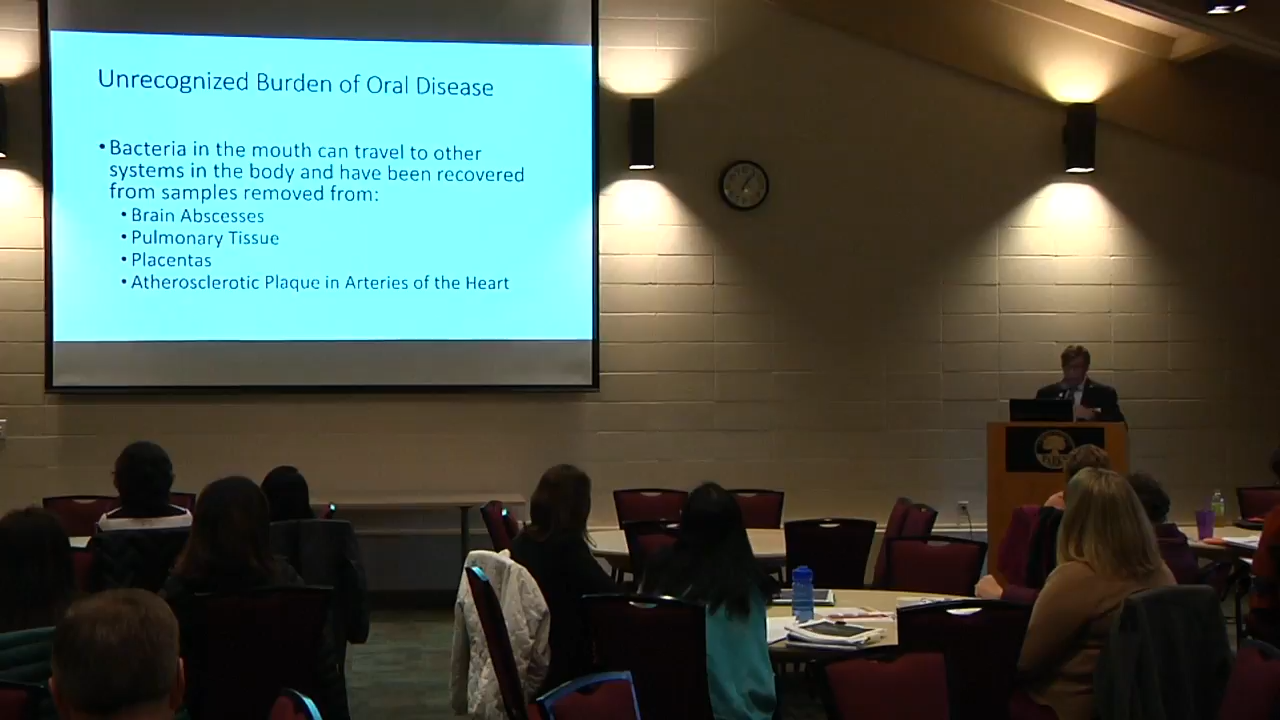 Unrecognized Burden of Oral Disease
• Bacteria in the mouth can travel to other
systems in the body and have been recovered
from samples removed from:
• Brain Abscesses
• Pulmonary Tissue
• Placentas
• Atherosclerotic Plaque in Arteries of the Heart